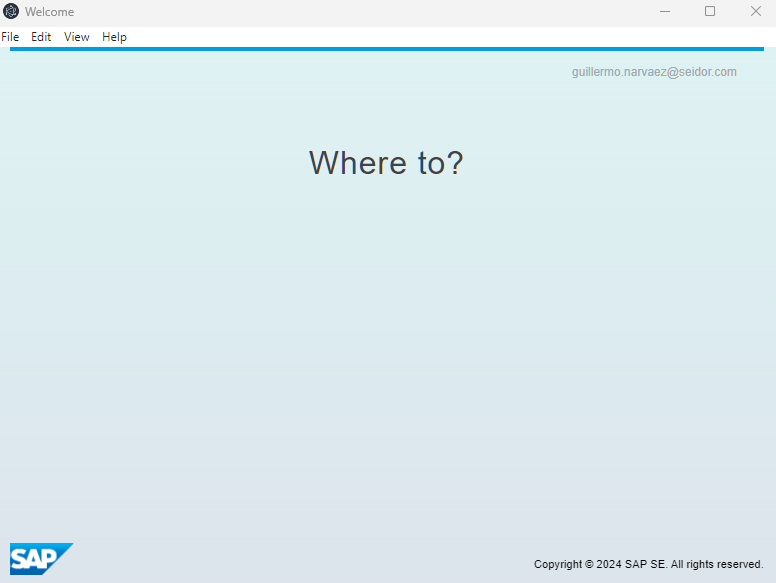 Welcome
File Edit View Help
guillermo.narvaez@seidor.com
Where to?
SAP
Copyright © 2024 SAP SE. All rights reserved.